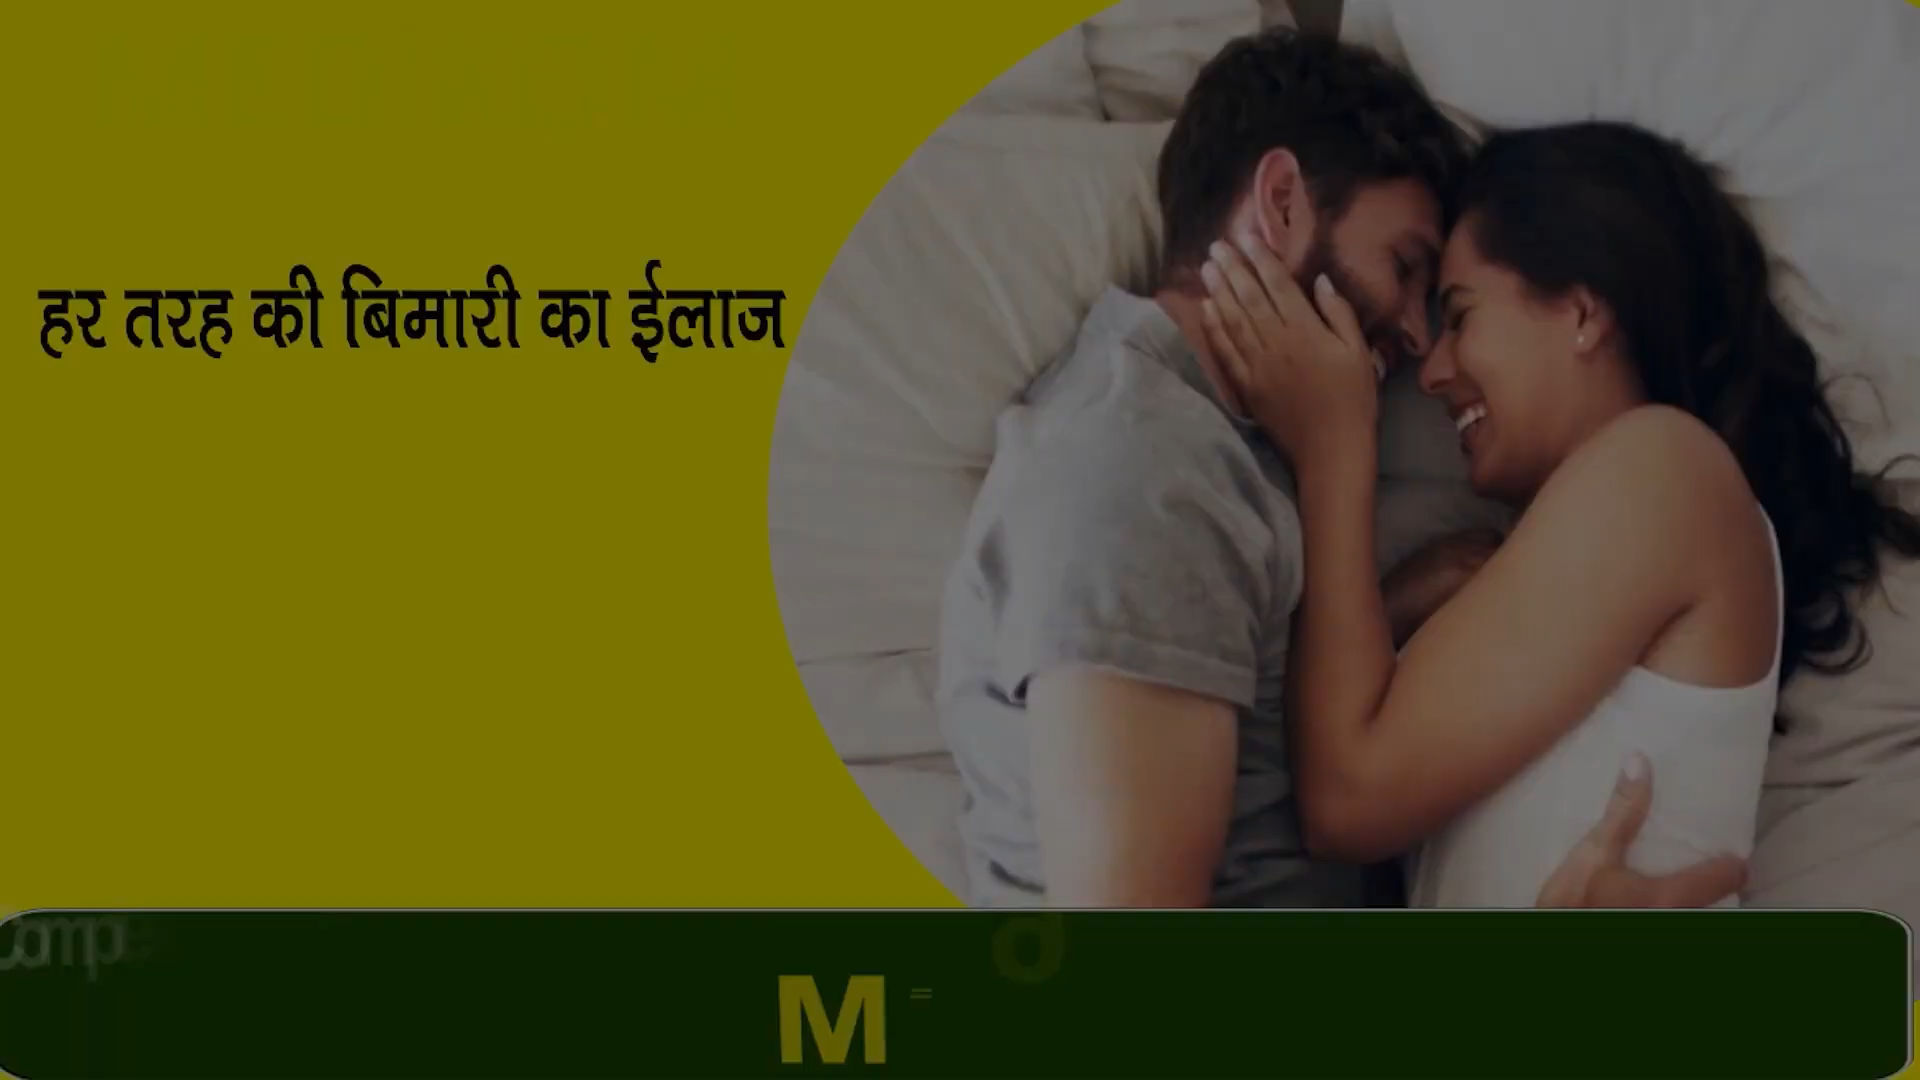 हर तरह की बिमारी का ईलाज
M